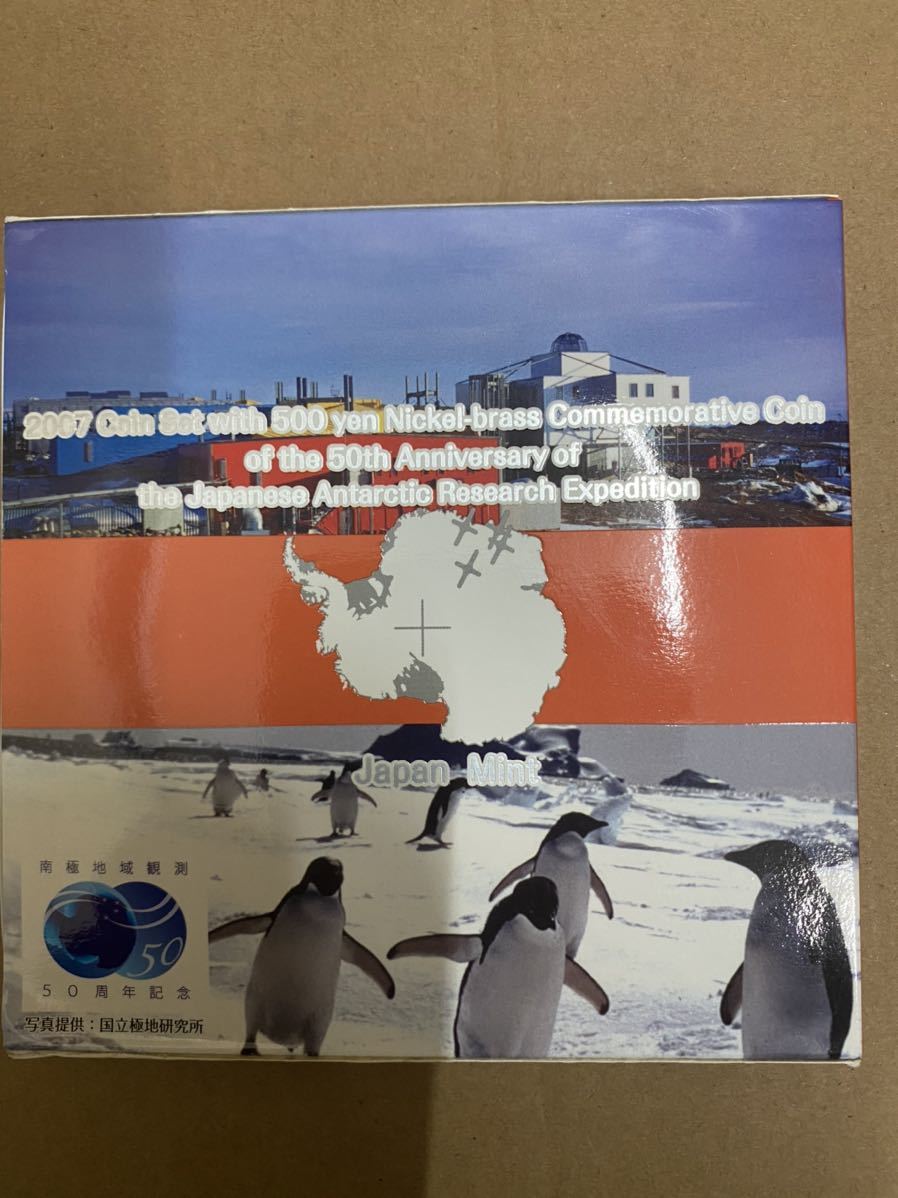 2007 Coin Set with 500 yen Nickel-brass Commemorative Coin
of the 50th Anniversary of
the Japanese Antarctic Research Expedition
Japan Mint
南極地域観測
50
50周年記念
写真提供：国立極地研究所